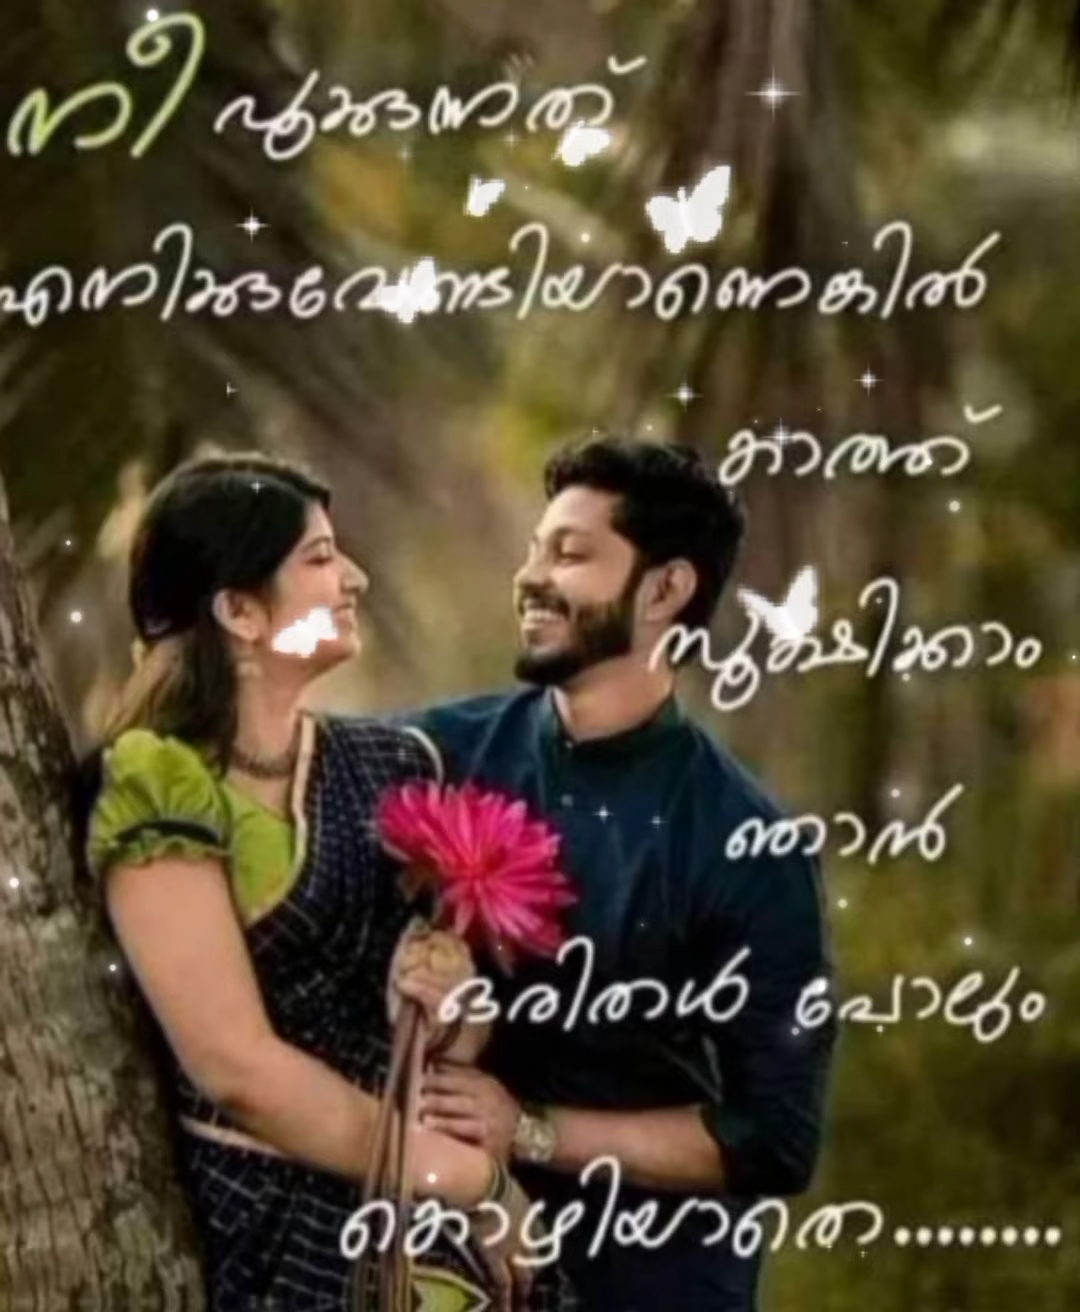 നീ പൂക്കുന്നത്
എനിക്കുവേണ്ടിയാണെങ്കിൽ
കാത്ത്
സൂക്ഷിക്കാം
ഞാൻ
ഒരിതൾ പോലും
കൊഴിയാതെ........